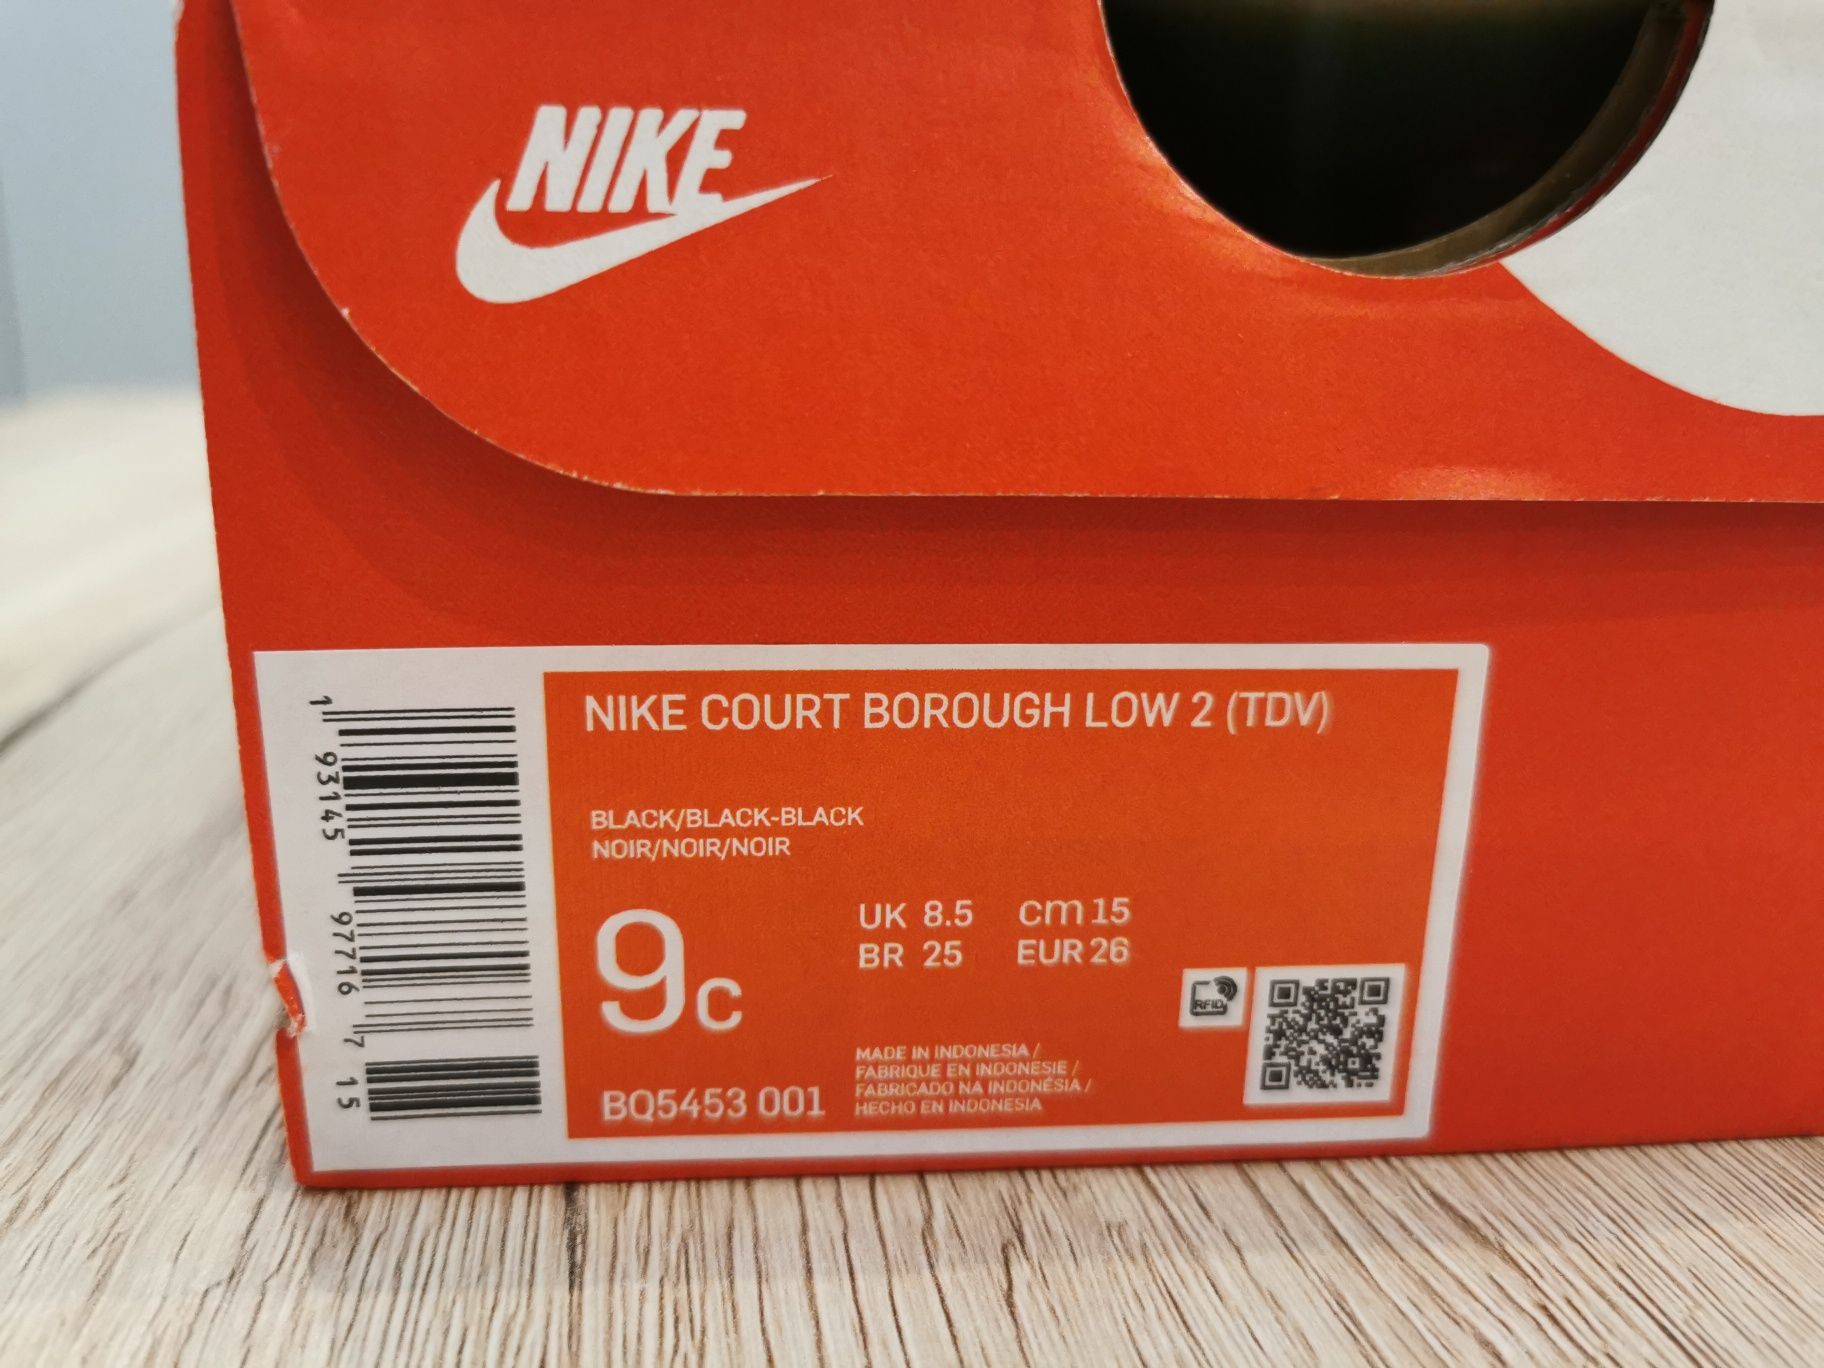 NIKE
NIKE COURT BOROUGH LOW 2 (TDV)
BLACK/BLACK-BLACK
NOIR/NOIR/NOIR
9C
UK 8.5 cm 15
BR 25 EUR 26
RFID
BQ5453 001
MADE IN INDONESIA /
FABRIQUE EN INDONESIE /
FABRICADO NA INDONÉSIA /
HECHO EN INDONESIA
1 93145 97716 7 15